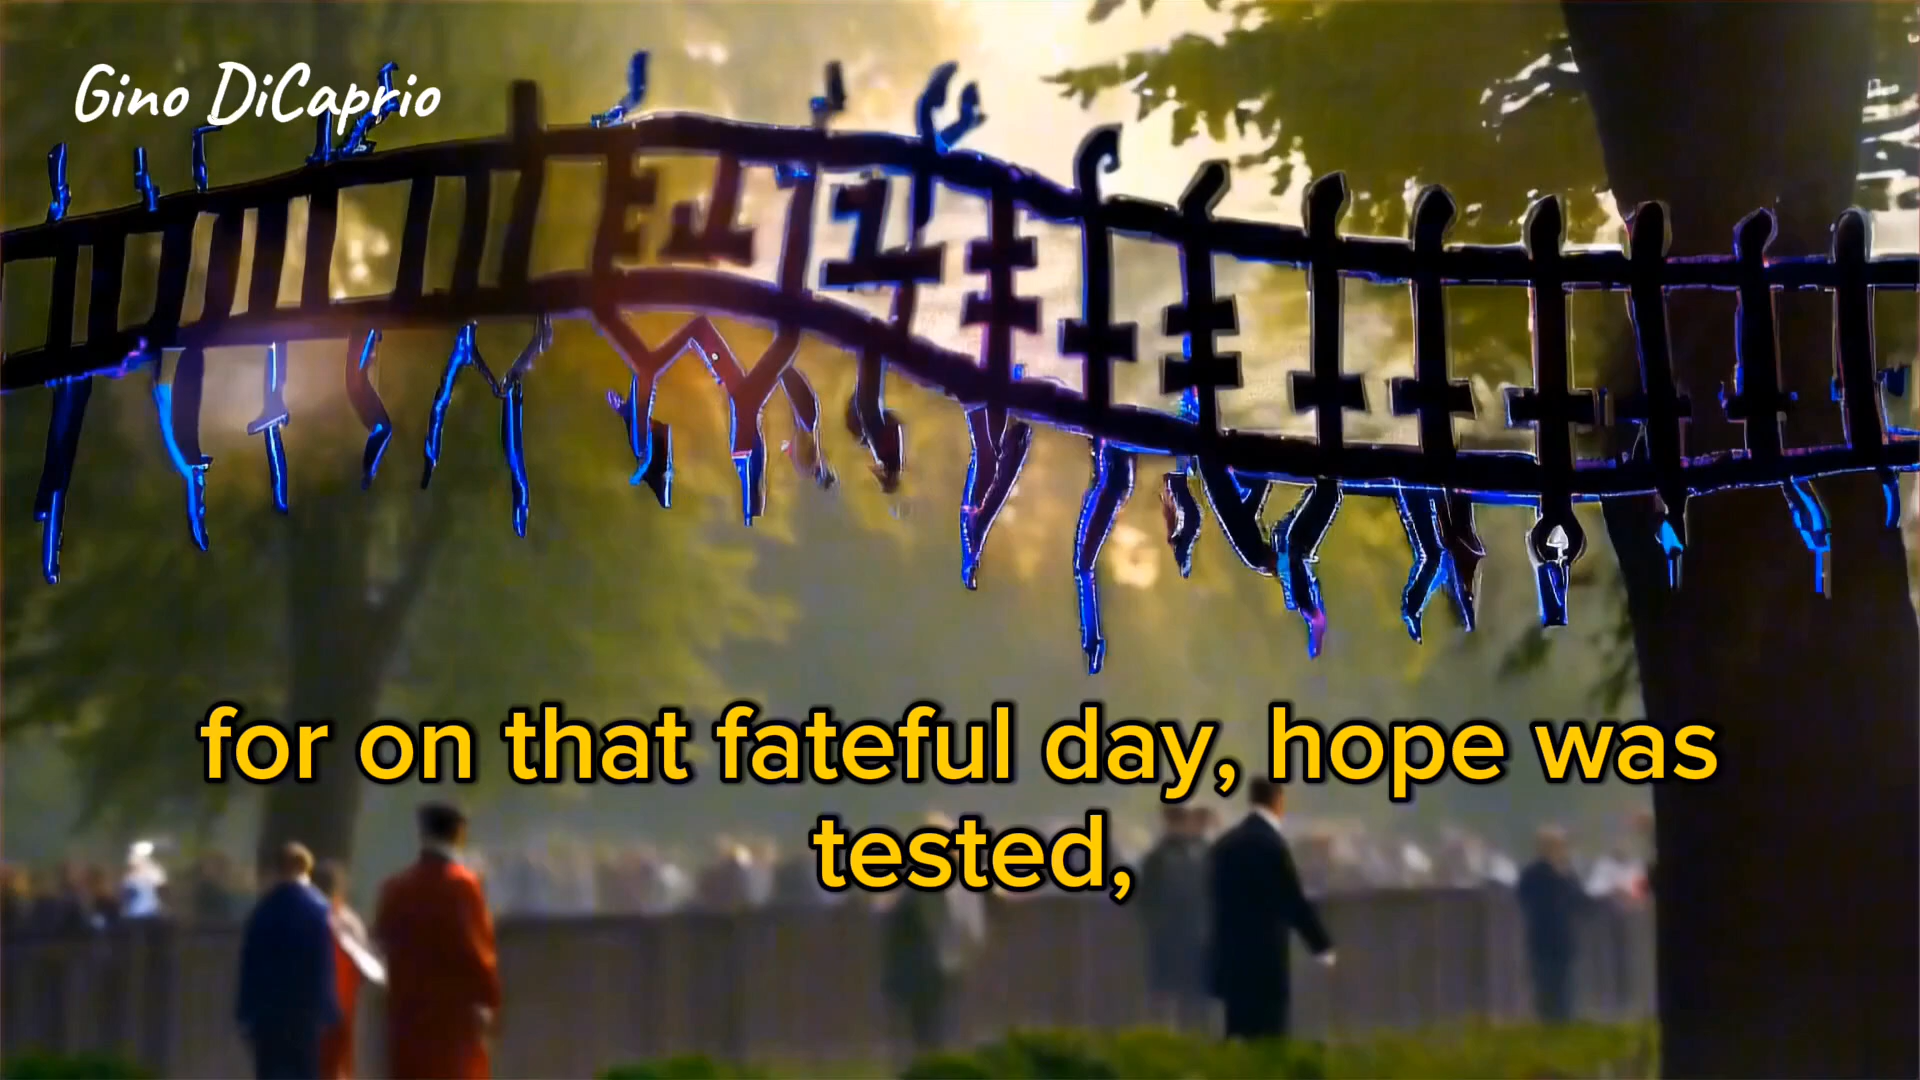 Gino DiCaprio
for on that fateful day, hope was
tested,